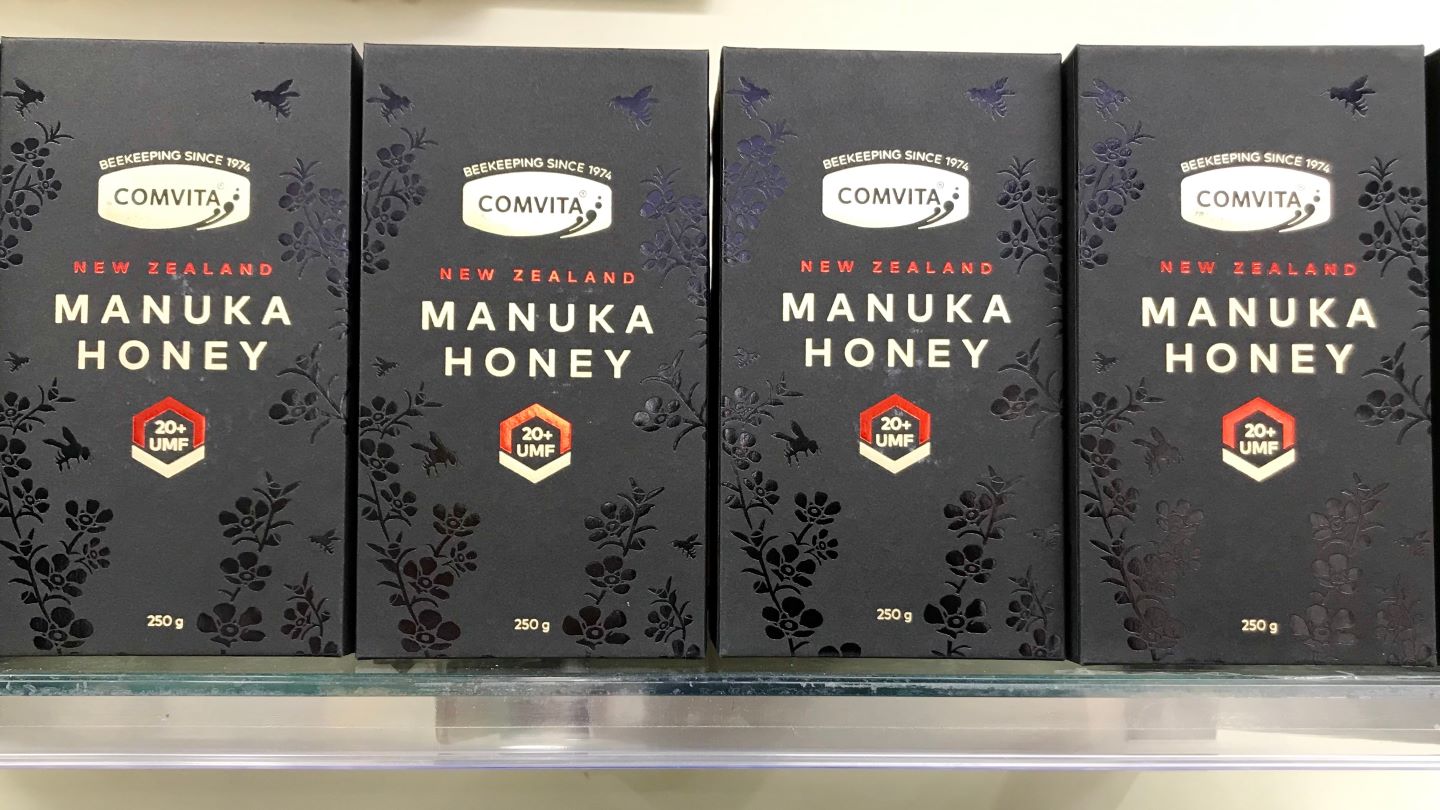 BEEKEEPING SINCE 1974
COMVITA®
NEW ZEALAND
MANUKA
HONEY
20+
UMF
250 g
BEEKEEPING SINCE 1974
COMVITA®
NEW ZEALAND
MANUKA
HONEY
20+
UMF
250 g
BEEKEEPING SINCE 1974
COMVITA®
NEW ZEALAND
MANUKA
HONEY
20+
UMF
250 g
BEEKEEPING SINCE 1974
COMVITA®
NEW ZEALAND
MANUKA
HONEY
20+
UMF
250 g